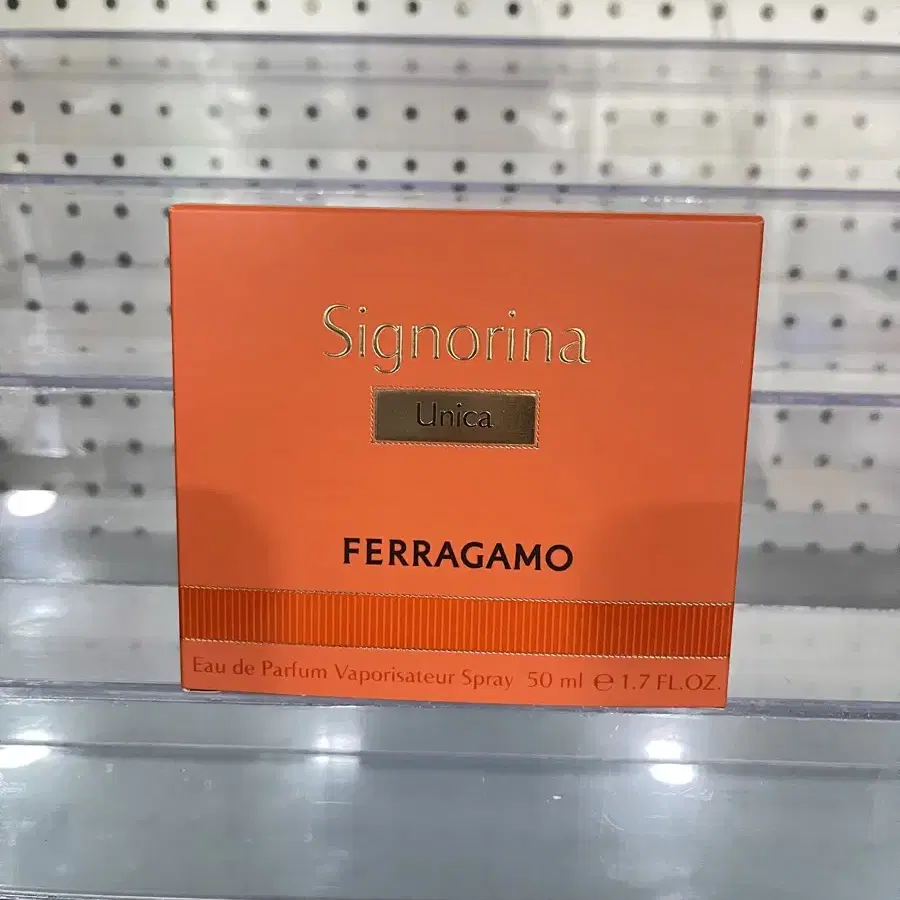 Signorina
Unica
FERRAGAMO
Eau de Parfum Vaporisateur Spray 50 ml ℮ 1.7 FL.OZ.